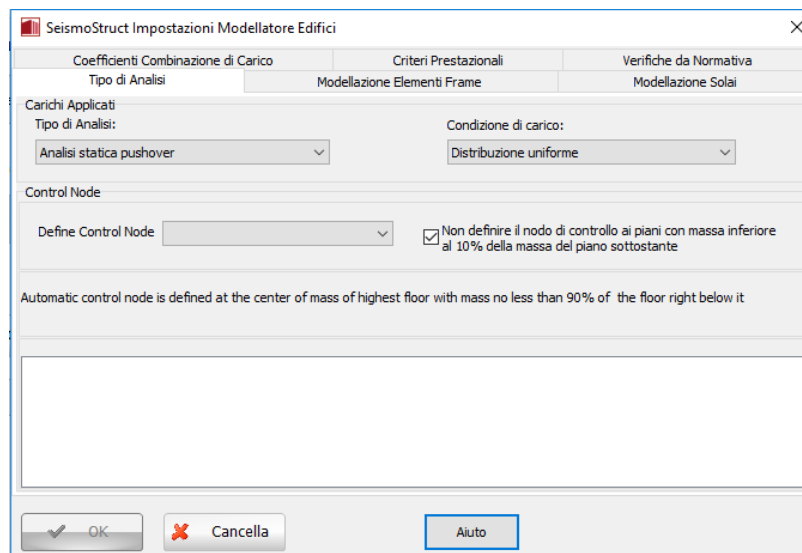 SeismoStruct Impostazioni Modellatore Edifici
Coefficienti Combinazione di Carico
Criteri Prestazionali
Verifiche da Normativa
Tipo di Analisi
Modellazione Elementi Frame
Modellazione Solai
Carichi Applicati
Tipo di Analisi:
Condizione di carico:
Analisi statica pushover
Distribuzione uniforme
Control Node
Define Control Node
Non definire il nodo di controllo ai piani con massa inferiore
al 10% della massa del piano sottostante
Automatic control node is defined at the center of mass of highest floor with mass no less than 90% of the floor right below it
OK
Cancella
Aiuto